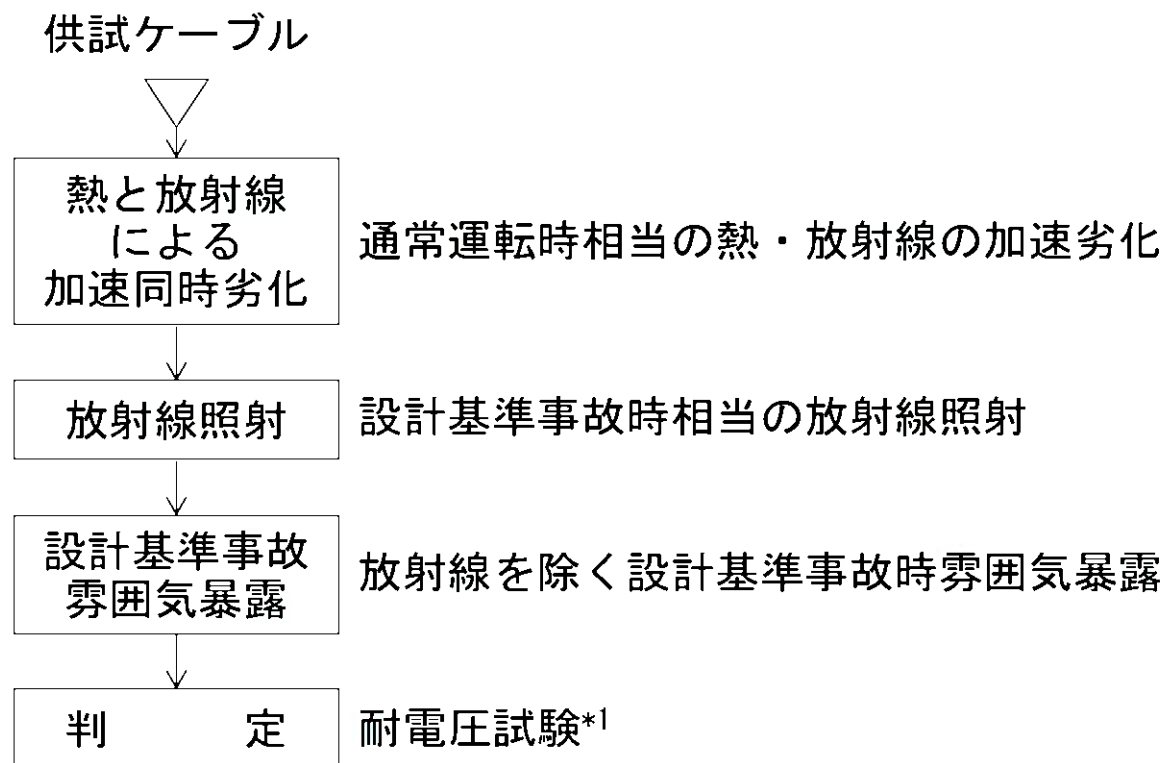 供試ケーブル
熱と放射線
による
加速同時劣化
通常運転時相当の熱・放射線の加速劣化
放射線照射
設計基準事故時相当の放射線照射
設計基準事故
雰囲気暴露
放射線を除く設計基準事故時雰囲気暴露
判　　　定
耐電圧試験*1